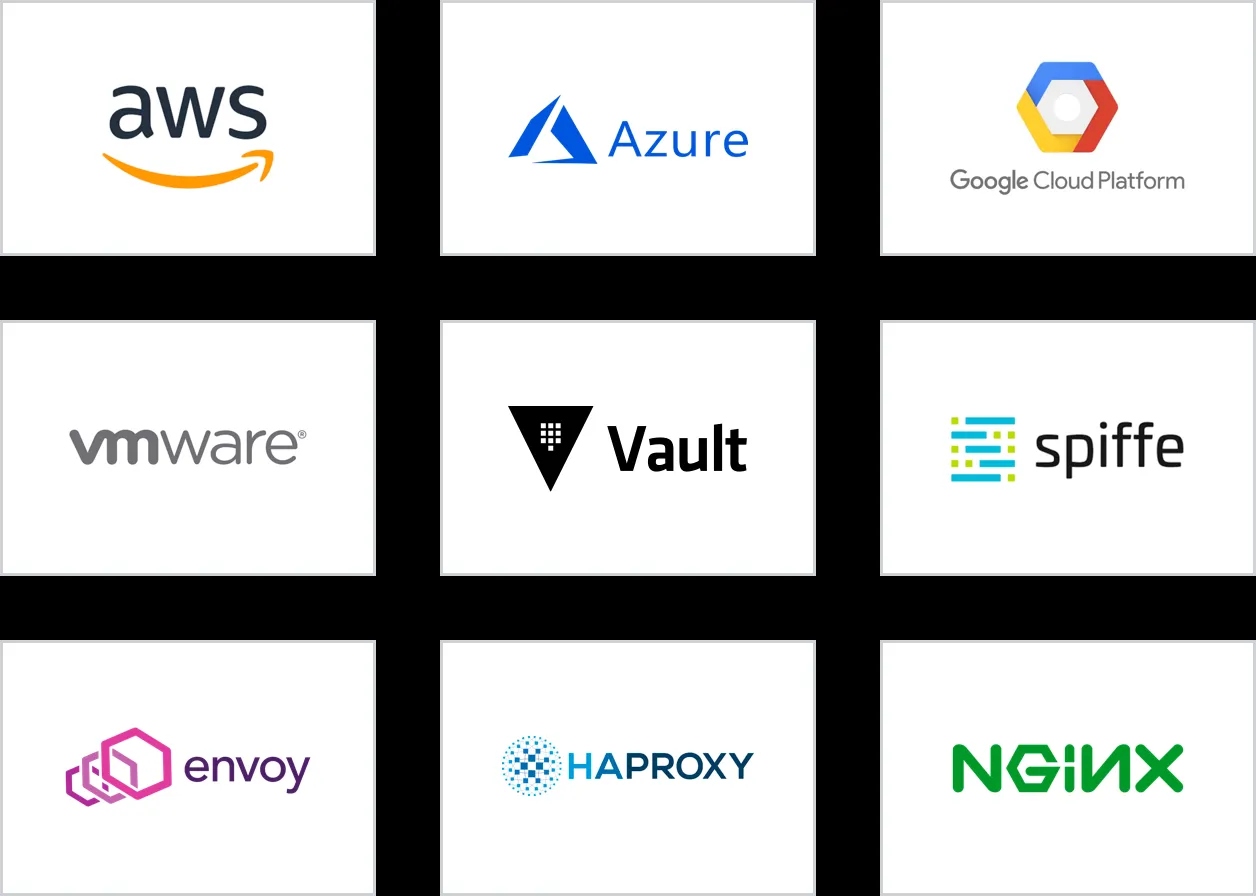 aws
Azure
Google Cloud Platform
vmware®
Vault
spiffe
envoy
HAPROXY
NGiNX